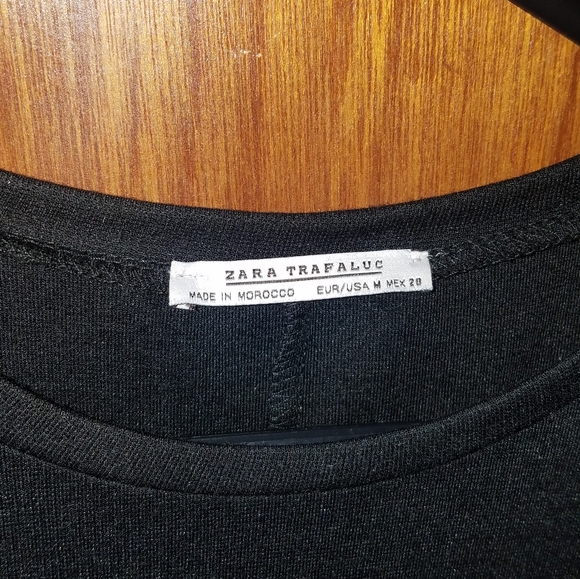 ZARA TRAFALUC
MADE IN MOROCCO EUR/USA M MEX 28